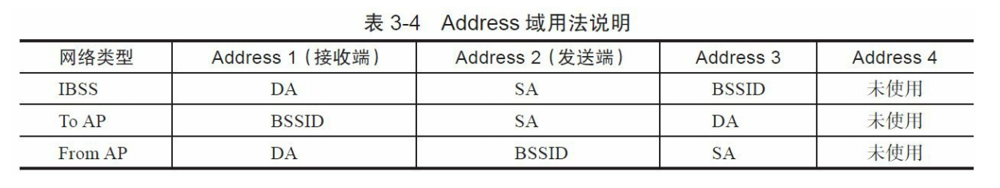 表 3-4 Address 域用法说明
网络类型 Address 1（接收端） Address 2（发送端） Address 3 Address 4
IBSS DA SA BSSID 未使用
To AP BSSID SA DA 未使用
From AP DA BSSID SA 未使用